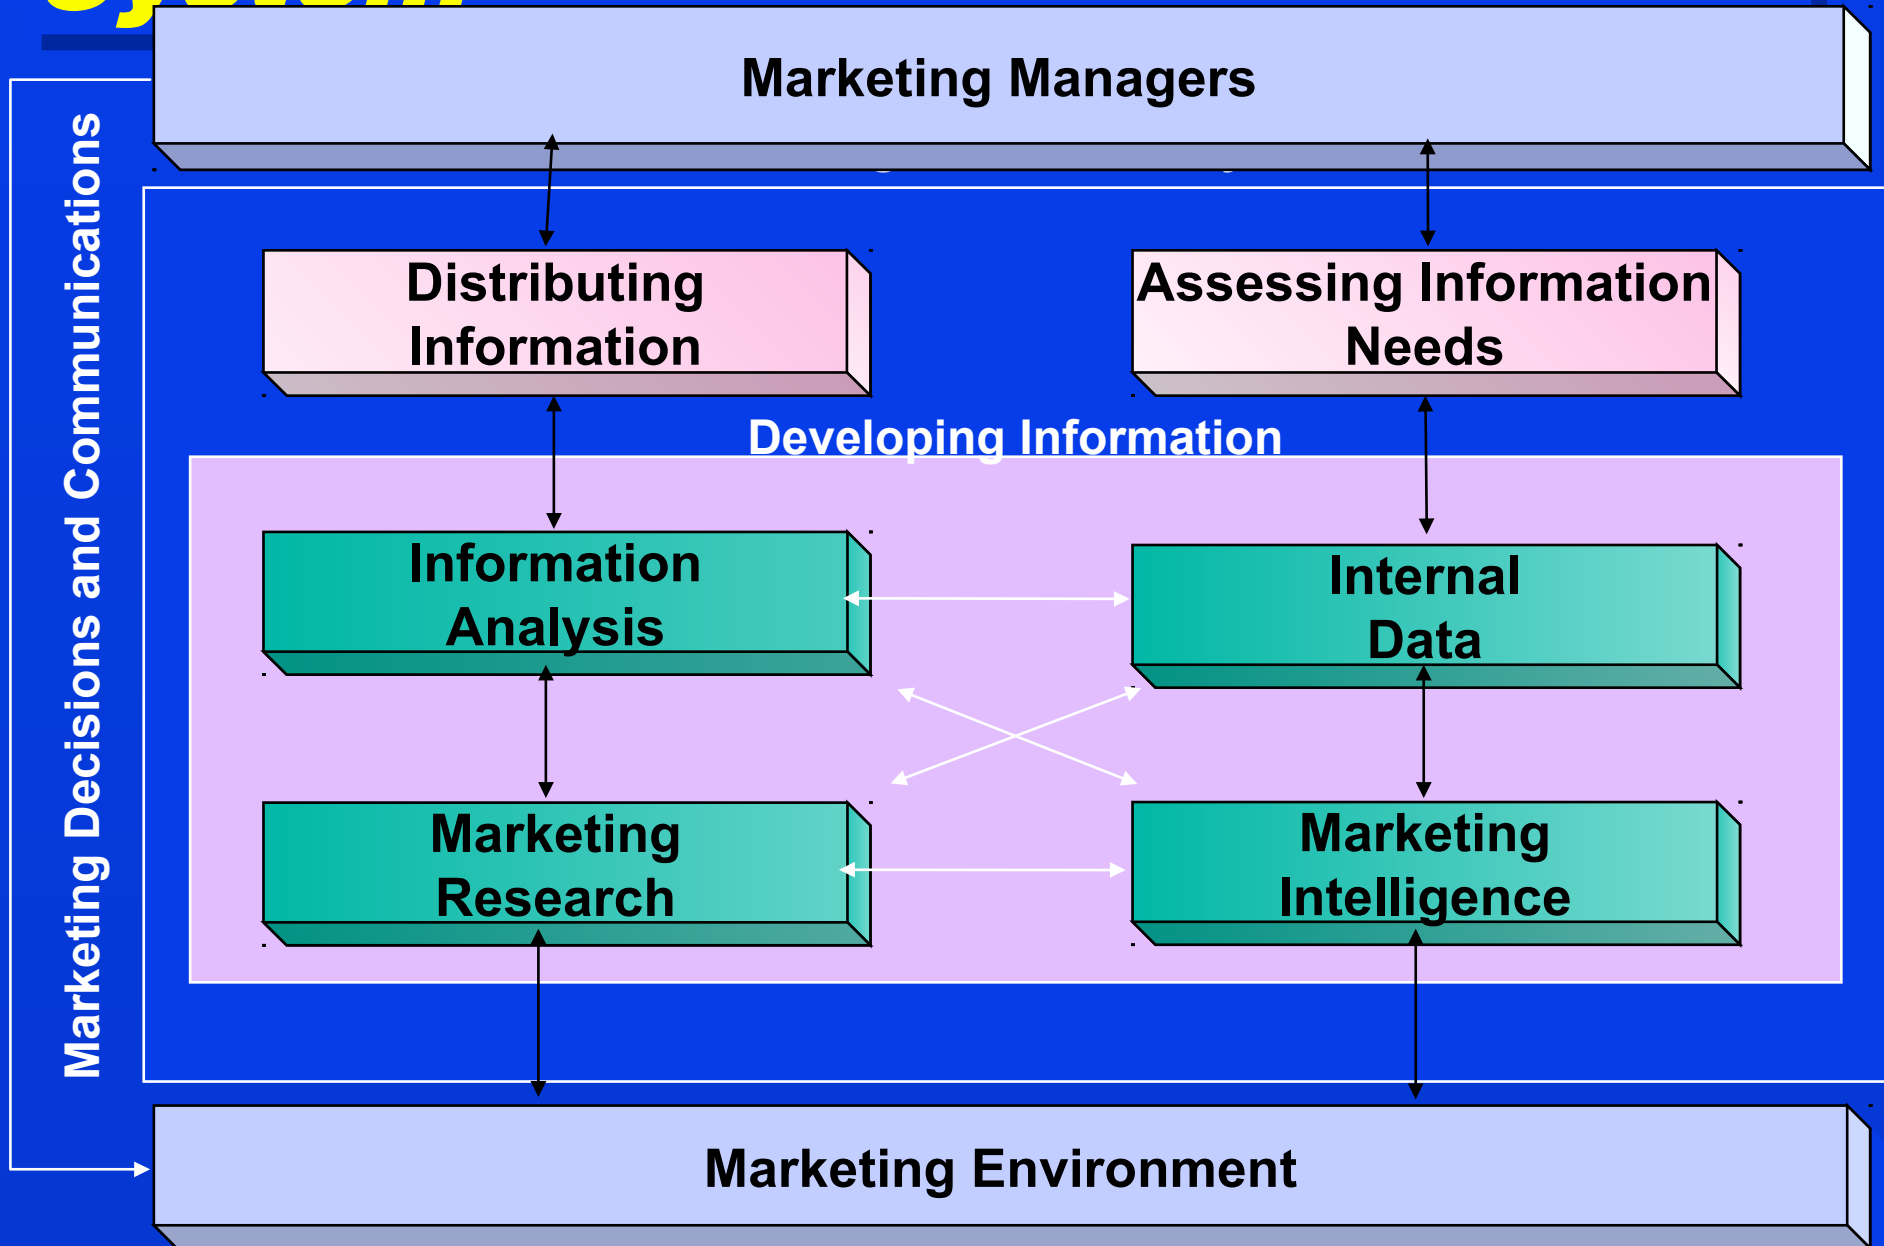 System
Marketing Managers
Marketing Decisions and Communications
Distributing
Information
Assessing Information
Needs
Developing Information
Information
Analysis
Internal
Data
Marketing
Research
Marketing
Intelligence
Marketing Environment